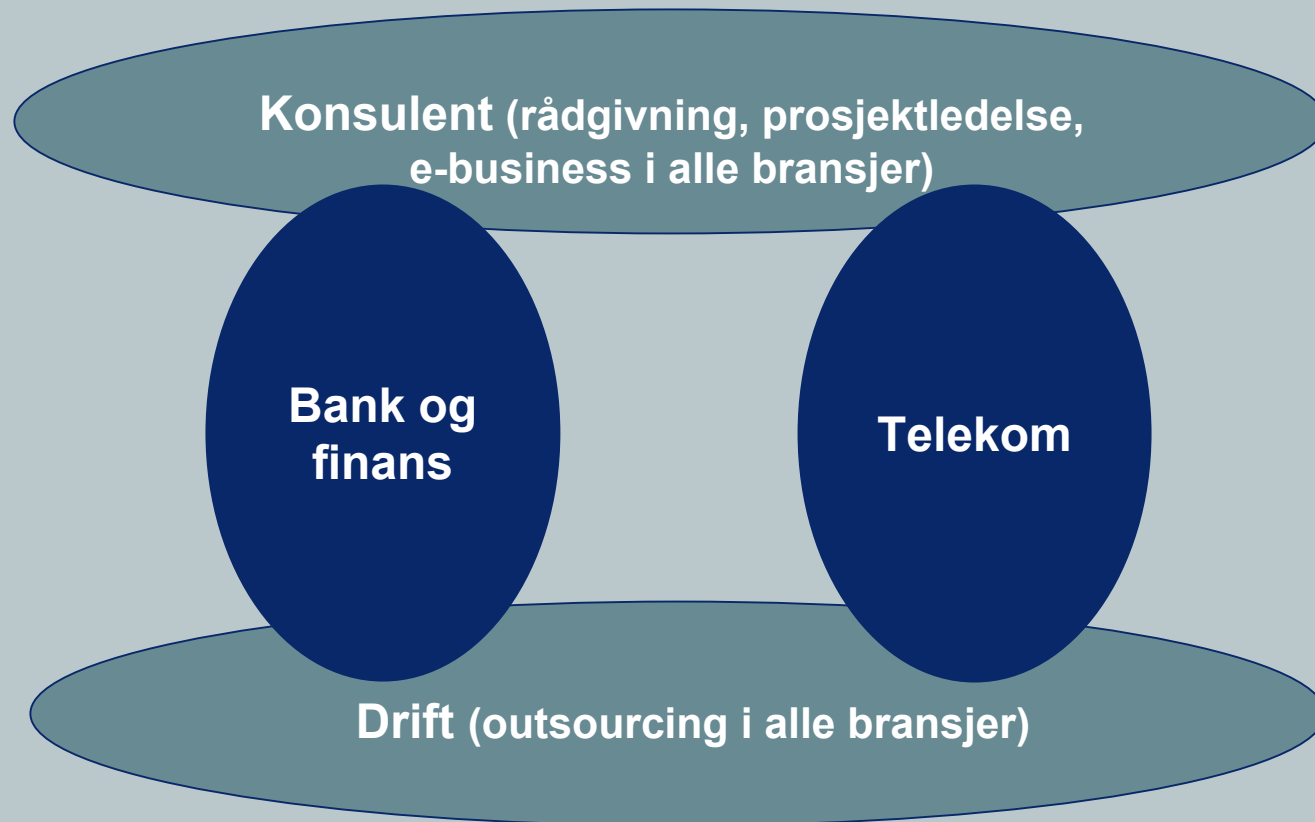 Konsulent (rådgivning, prosjektledelse,
e-business i alle bransjer)
Bank og
finans
Telekom
Drift (outsourcing i alle bransjer)